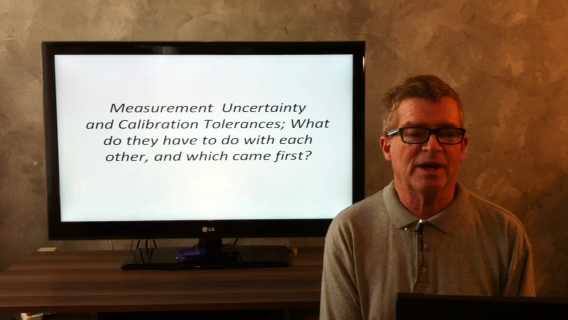 Measurement Uncertainty
and Calibration Tolerances; What
do they have to do with each
other, and which came first?
LG